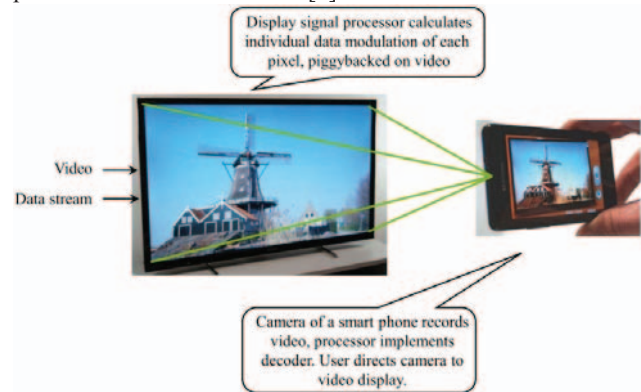 Display signal processor calculates
individual data modulation of each
pixel, piggybacked on video
Video
Data stream
Camera of a smart phone records
video, processor implements
decoder. User directs camera to
video display.